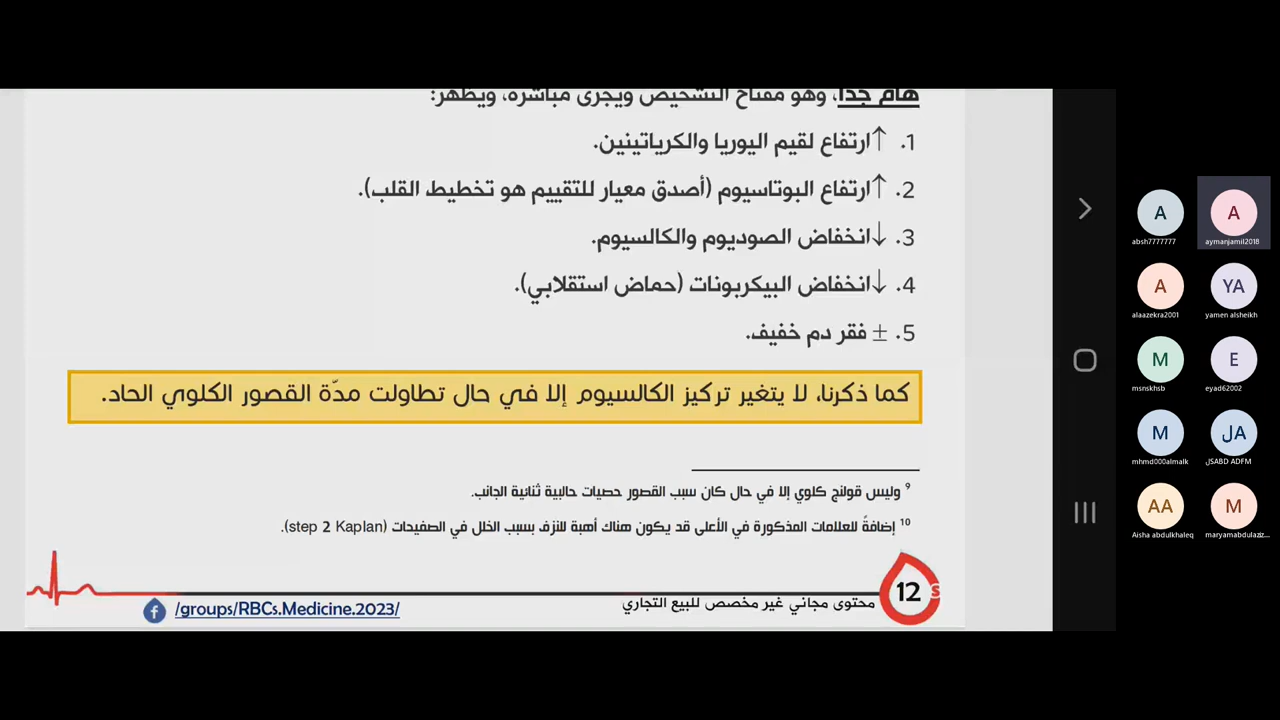 هام جداً، وهو مفتاح التشخيص ويُجرى مباشرة، ويُظهر:
1. ↑ارتفاع لقيم اليوريا والكرياتينين.
2. ↑ارتفاع البوتاسيوم (أصدق معيار للتقييم هو تخطيط القلب).
3. ↓انخفاض الصوديوم والكالسيوم.
4. ↓انخفاض البيكربونات (حماض استقلابي).
5. ± فقر دم خفيف.
كما ذكرنا، لا يتغير تركيز الكالسيوم إلا في حال تطاولت مدّة القصور الكلوي الحاد.
9 وليس قولنج كلوي إلا في حال كان سبب القصور حصيات حالبية ثنائية الجانب.
10 إضافةً للعلامات المذكورة في الأعلى قد يكون هناك أهبة للنزف بسبب الخلل في الصفيحات (step 2 Kaplan).
12
محتوى مجاني غير مخصص للبيع التجاري
/groups/RBCs.Medicine.2023/
A
absh7777777
A
aymanjamil2018
A
alaazekra2001
YA
yamen alsheikh
M
msnskhsb
E
eyad62002
M
mhmd000almalk
JA
JSABD ADFM
AA
Aisha abdulkhaleq
M
maryamabdulaziz...